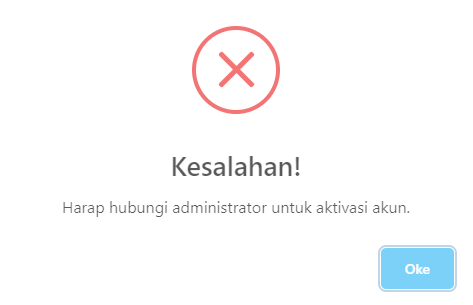 Kesalahan!
Harap hubungi administrator untuk aktivasi akun.
Oke